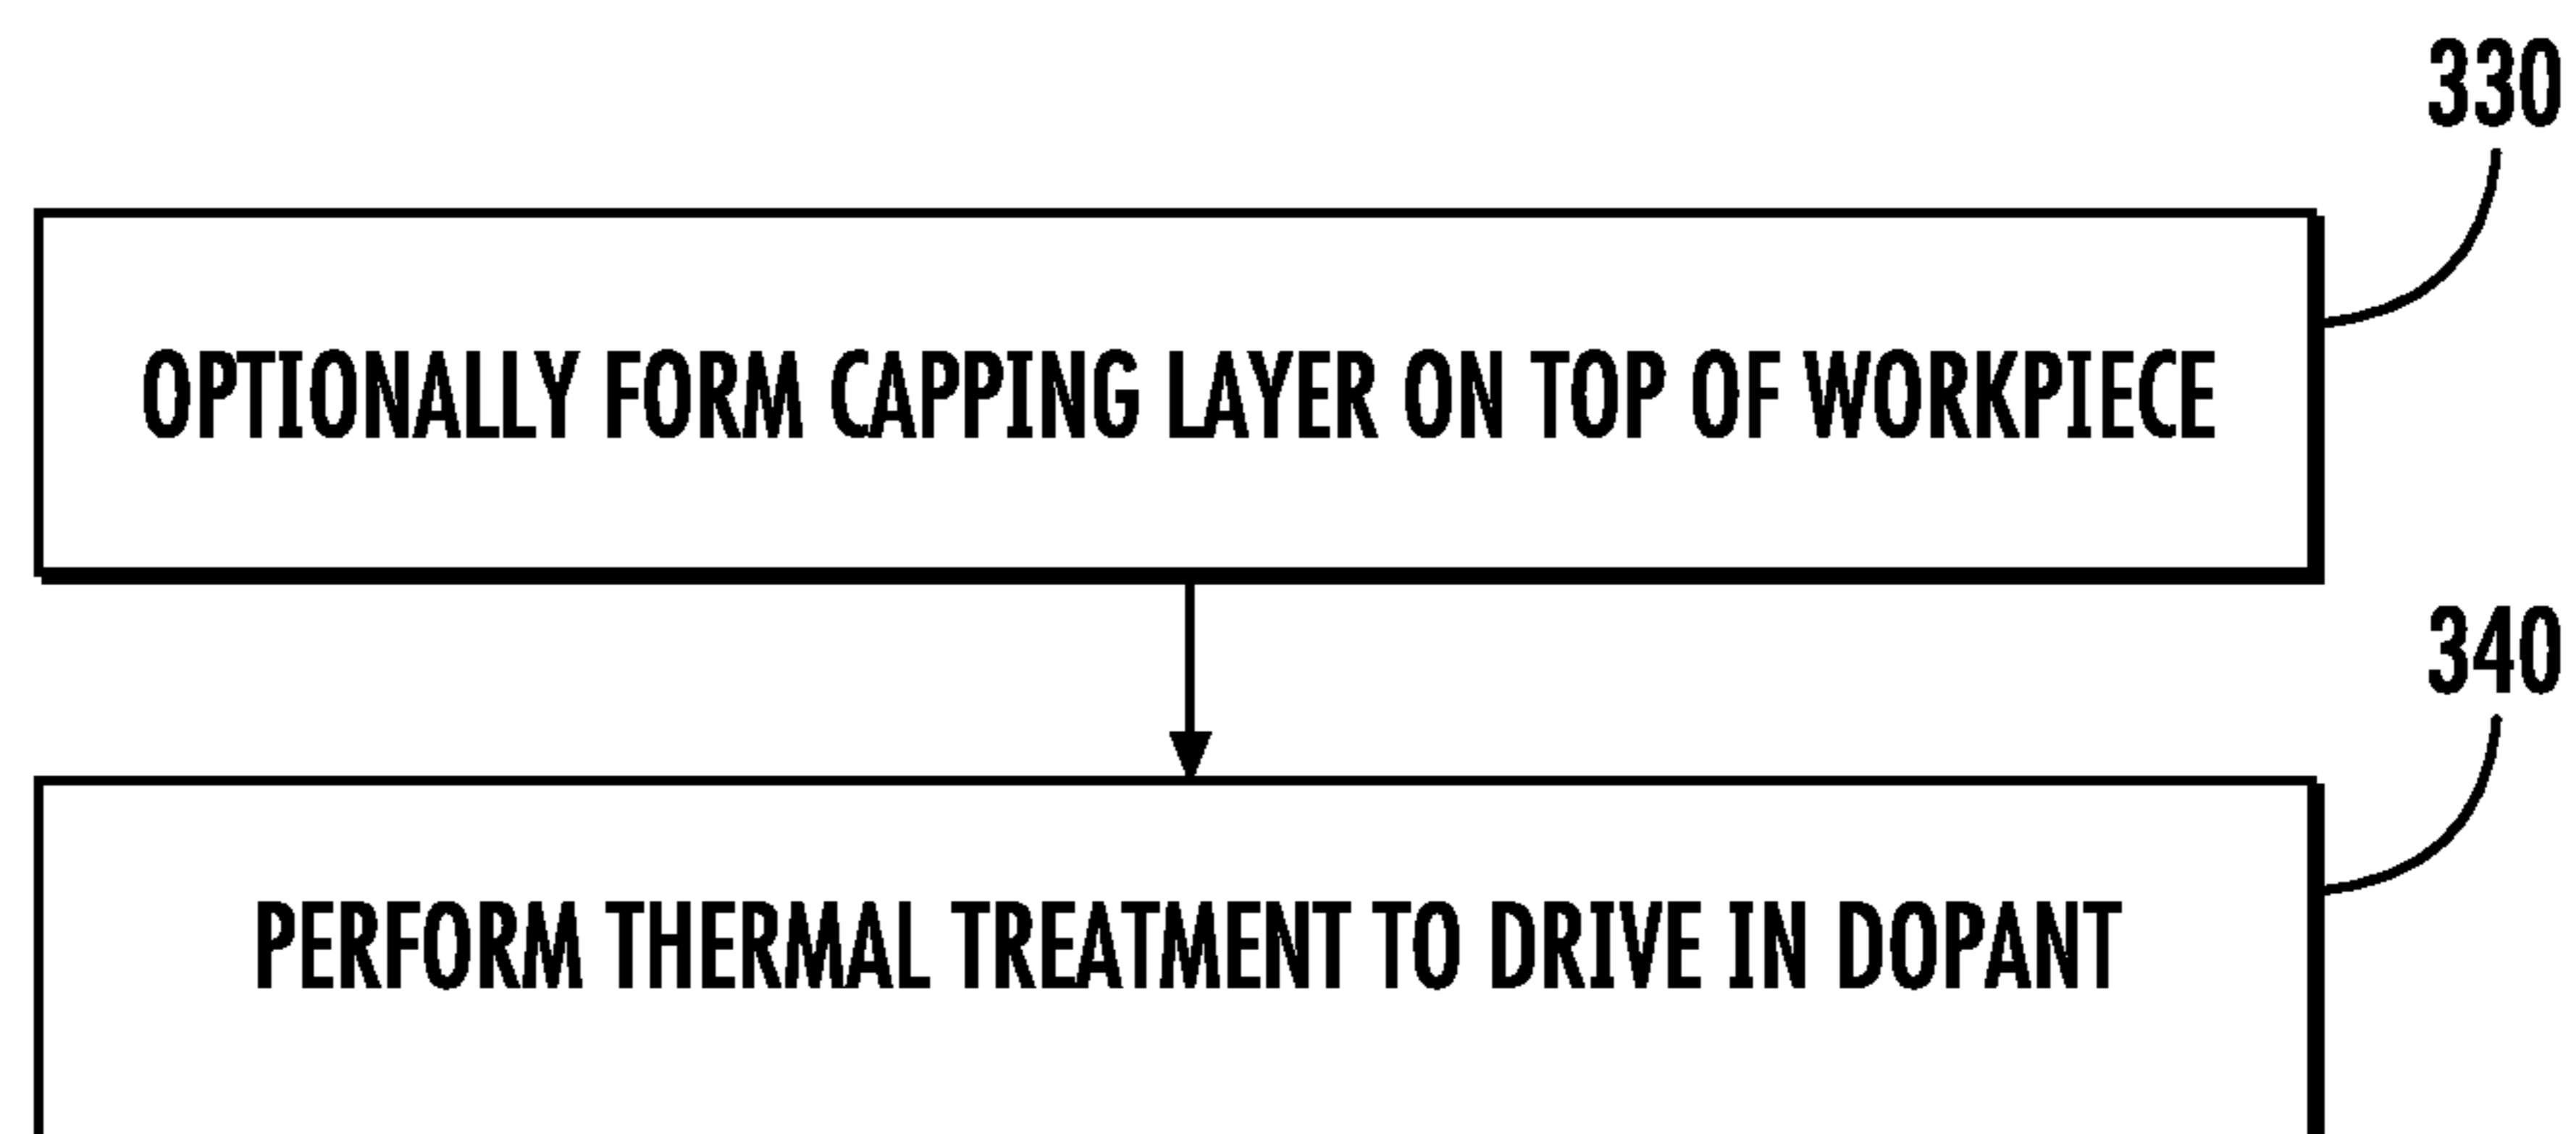 330
OPTIONALLY FORM CAPPING LAYER ON TOP OF WORKPIECE
340
PERFORM THERMAL TREATMENT TO DRIVE IN DOPANT